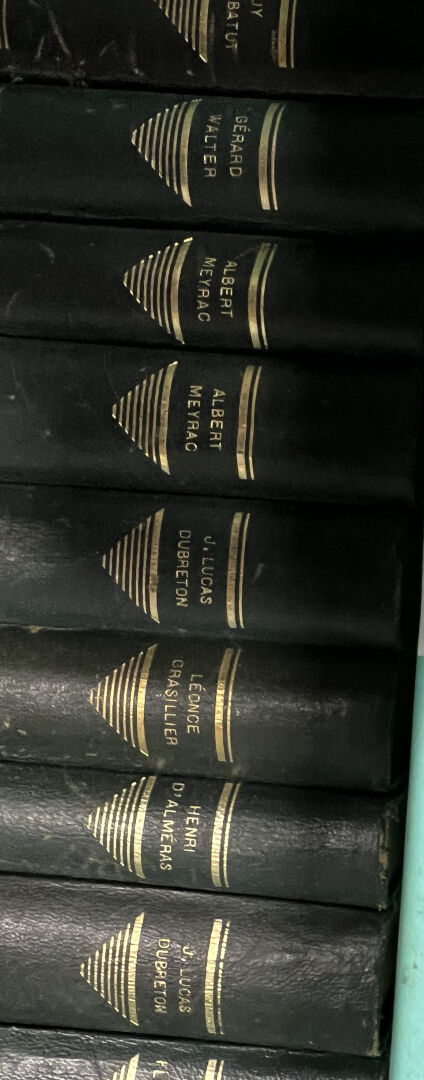 BATUT
GÉRARD
WALTER
ALBERT
MEYRAC
ALBERT
MEYRAC
J. LUCAS
DUBRETON
LÉONCE
GRASILLIER
HENRI
D'ALMÉRAS
J. LUCAS
DUBRETON